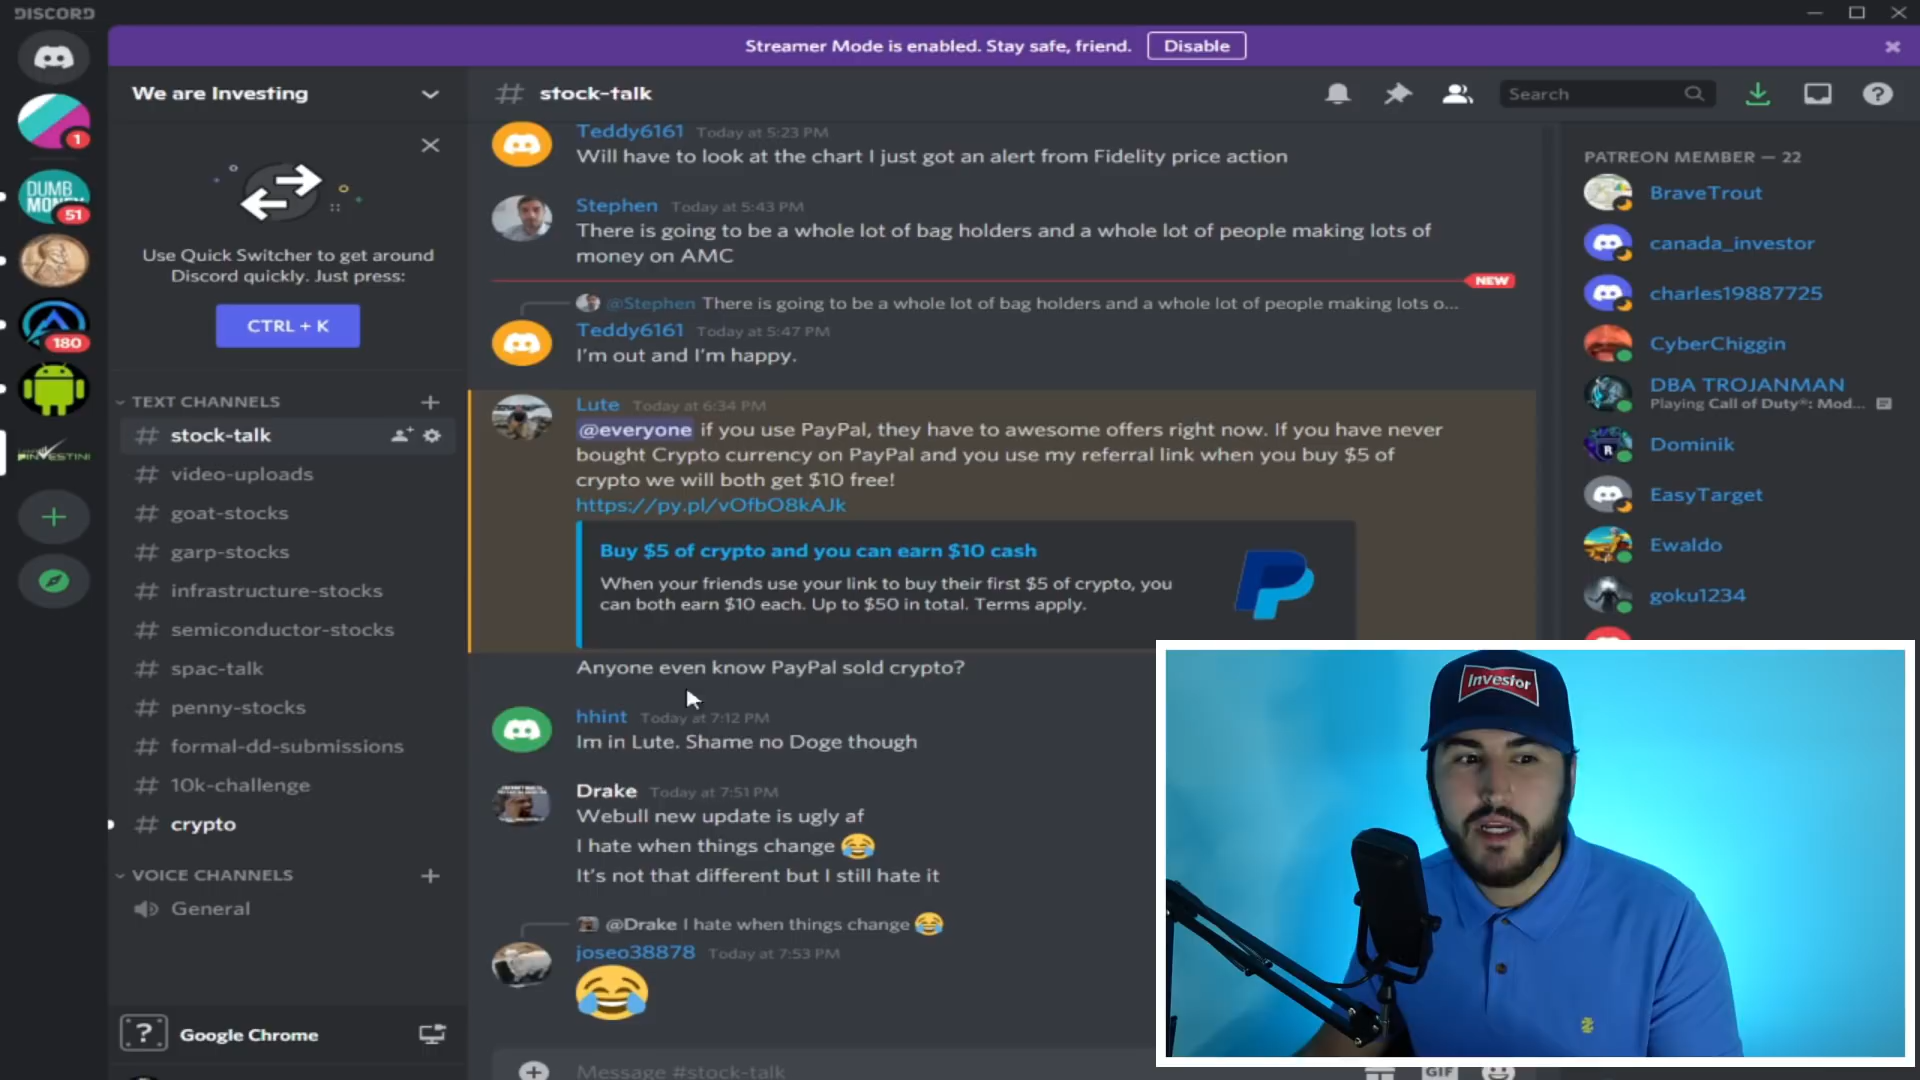 DISCORD
Streamer Mode is enabled. Stay safe, friend. Disable
1
DUMB
MONEY
51
180
We are Investing
Use Quick Switcher to get around
Discord quickly. Just press:
CTRL + K
TEXT CHANNELS
# stock-talk
# video-uploads
# goat-stocks
# garp-stocks
# infrastructure-stocks
# semiconductor-stocks
# spac-talk
# penny-stocks
# formal-dd-submissions
# 10k-challenge
# crypto
VOICE CHANNELS
General
? Google Chrome
# stock-talk
Search
?
Teddy6161 Today at 5:23 PM
Will have to look at the chart I just got an alert from Fidelity price action
Stephen Today at 5:43 PM
There is going to be a whole lot of bag holders and a whole lot of people making lots of
money on AMC
NEW
@Stephen There is going to be a whole lot of bag holders and a whole lot of people making lots o...
Teddy6161 Today at 5:47 PM
I'm out and I'm happy.
Lute Today at 6:34 PM
@everyone if you use PayPal, they have to awesome offers right now. If you have never
bought Crypto currency on PayPal and you use my referral link when you buy $5 of
crypto we will both get $10 free!
https://py.pl/vOfbO8kAJk
Buy $5 of crypto and you can earn $10 cash
When your friends use your link to buy their first $5 of crypto, you
can both earn $10 each. Up to $50 in total. Terms apply.
Anyone even know PayPal sold crypto?
hhint Today at 7:12 PM
Im in Lute. Shame no Doge though
Drake Today at 7:51 PM
Webull new update is ugly af
I hate when things change 😂
It's not that different but I still hate it
@Drake I hate when things change 😂
joseo38878 Today at 7:53 PM
😂
Message #stock-talk
GIF
PATREON MEMBER — 22
BraveTrout
canada_investor
charles19887725
CyberChiggin
DBA TROJANMAN
Playing Call of Duty®: Mod...
Dominik
EasyTarget
Ewaldo
goku1234
Investor